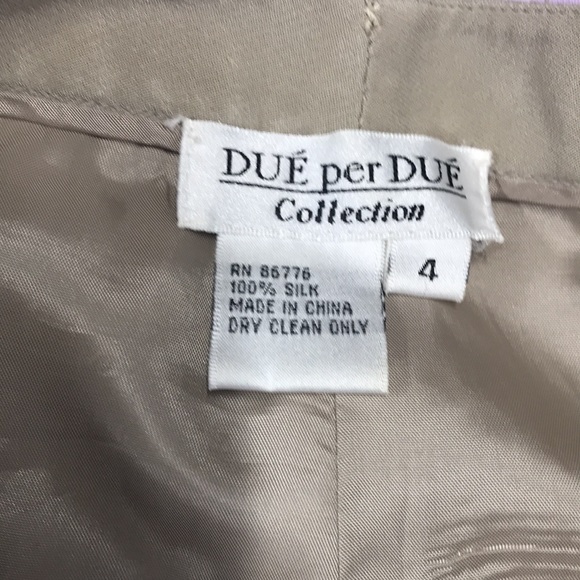 DUÉ per DUÉ
Collection
4
RN 86776
100% SILK
MADE IN CHINA
DRY CLEAN ONLY